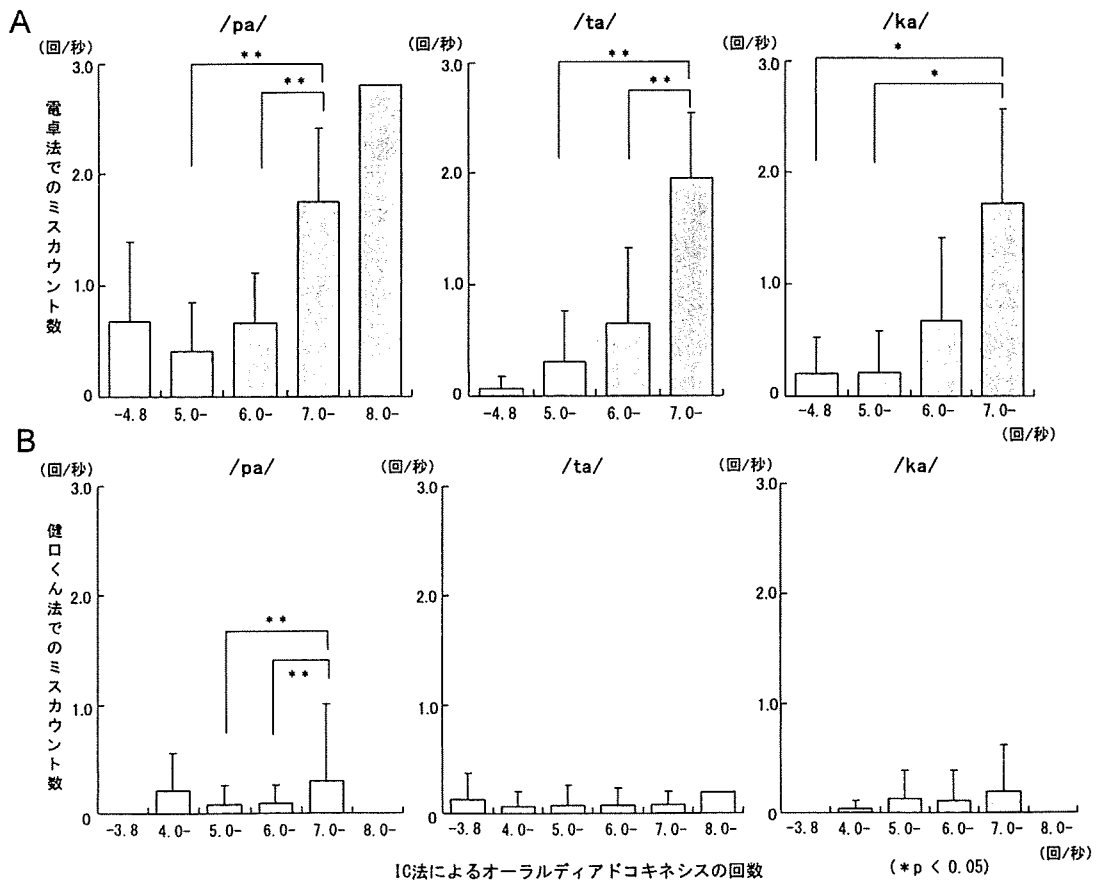 A
/pa/
/ta/
/ka/
(回/秒)
(回/秒)
(回/秒)
電卓法でのミスカウント数
3.0
2.0
1.0
0
**
**
-4.8 5.0- 6.0- 7.0- 8.0-
3.0
2.0
1.0
0
**
**
-4.8 5.0- 6.0- 7.0-
3.0
2.0
1.0
0
*
*
-4.8 5.0- 6.0- 7.0-
(回/秒)
B
/pa/
/ta/
/ka/
(回/秒)
(回/秒)
(回/秒)
健口くん法でのミスカウント数
3.0
2.0
1.0
0
**
**
-3.8 4.0- 5.0- 6.0- 7.0- 8.0-
3.0
2.0
1.0
0
-3.8 4.0- 5.0- 6.0- 7.0- 8.0-
3.0
2.0
1.0
0
-3.8 4.0- 5.0- 6.0- 7.0- 8.0-
(回/秒)
IC法によるオーラルディアドコキネシスの回数
(*p < 0.05)